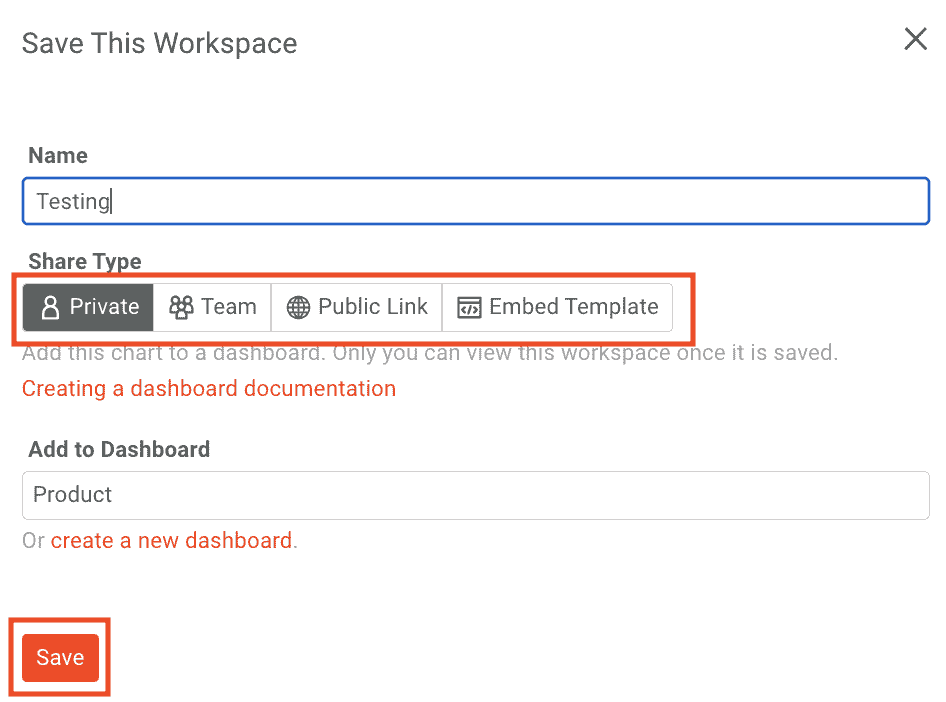 Save This Workspace
Name
Testing
Share Type
Private Team Public Link Embed Template
Add this chart to a dashboard. Only you can view this workspace once it is saved.
Creating a dashboard documentation
Add to Dashboard
Product
Or create a new dashboard.
Save